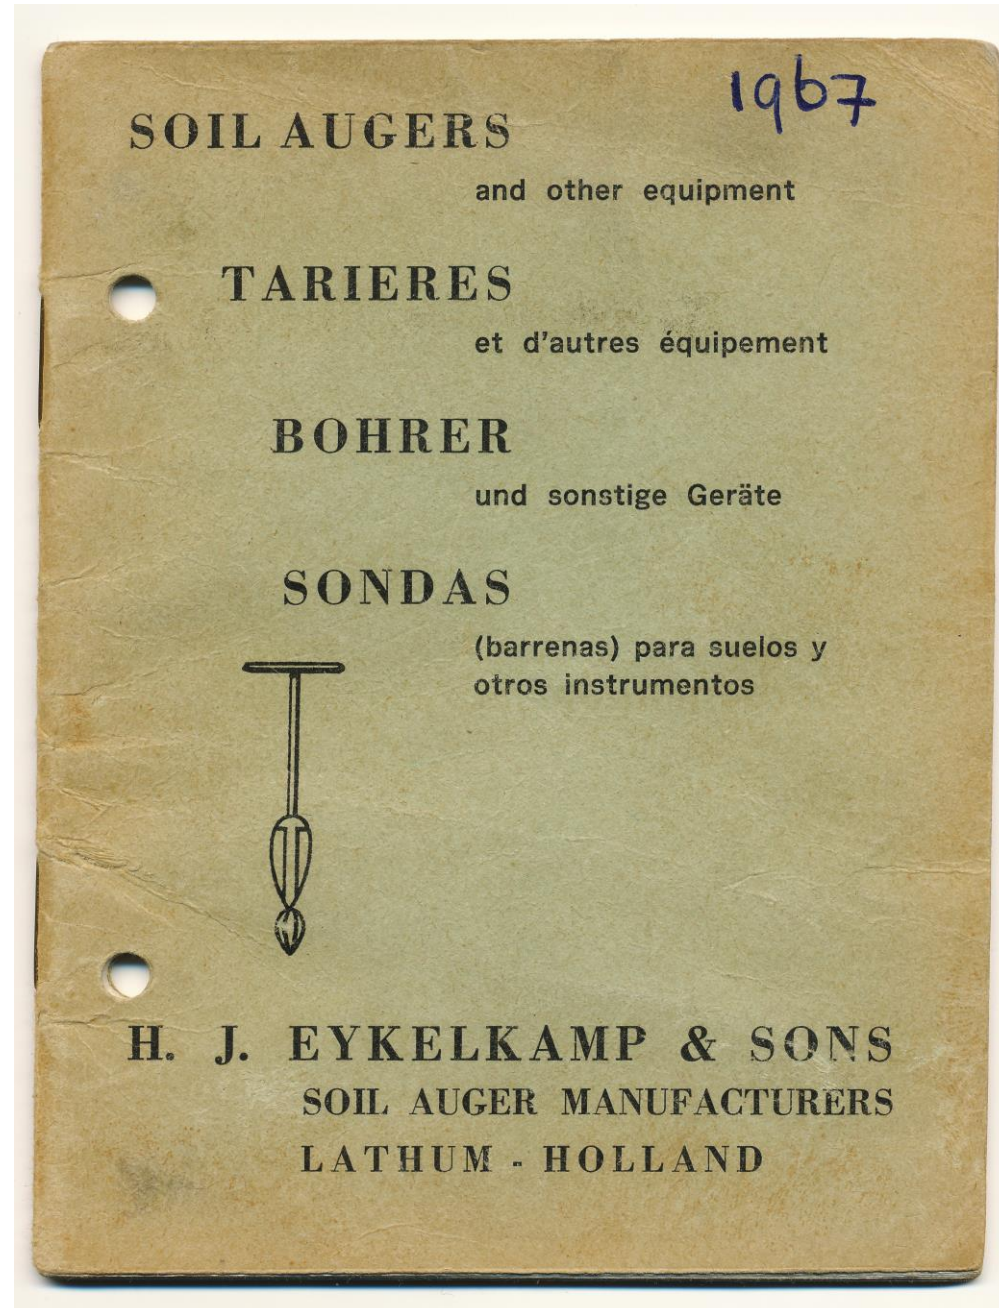 1967
SOIL AUGERS
and other equipment
TARIERES
et d'autres équipement
BOHRER
und sonstige Geräte
SONDAS
(barrenas) para suelos y
otros instrumentos
H. J. EYKELKAMP & SONS
SOIL AUGER MANUFACTURERS
LATHUM - HOLLAND